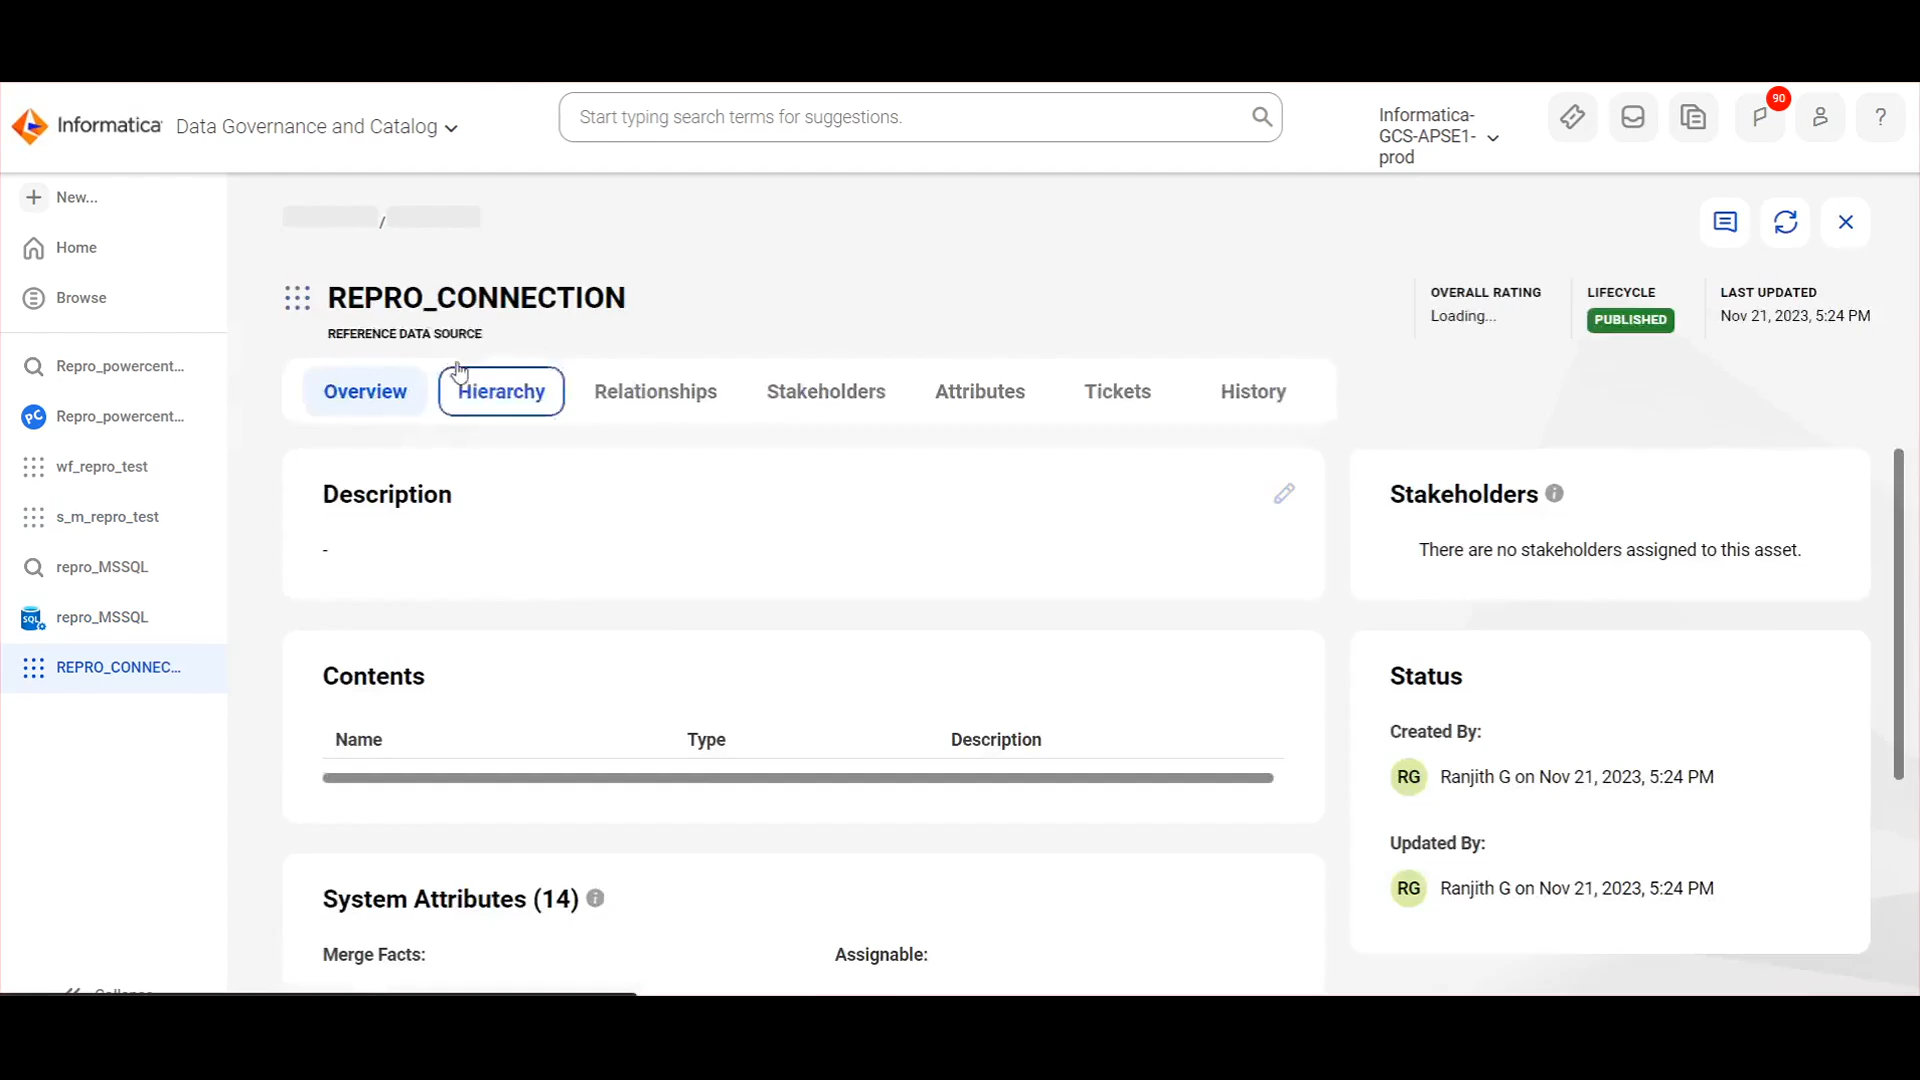 Informatica Data Governance and Catalog
Start typing search terms for suggestions.
Informatica-
GCS-APSE1-
prod
90
?
New...
Home
Browse
Repro_powercent...
PC Repro_powercent...
wf_repro_test
s_m_repro_test
repro_MSSQL
SQL repro_MSSQL
REPRO_CONNEC...
/
REPRO_CONNECTION
REFERENCE DATA SOURCE
OVERALL RATING
Loading...
LIFECYCLE
PUBLISHED
LAST UPDATED
Nov 21, 2023, 5:24 PM
Overview Hierarchy Relationships Stakeholders Attributes Tickets History
Description
-
Stakeholders
There are no stakeholders assigned to this asset.
Contents
Name Type Description
Status
Created By:
RG Ranjith G on Nov 21, 2023, 5:24 PM
Updated By:
RG Ranjith G on Nov 21, 2023, 5:24 PM
System Attributes (14)
Merge Facts: Assignable: